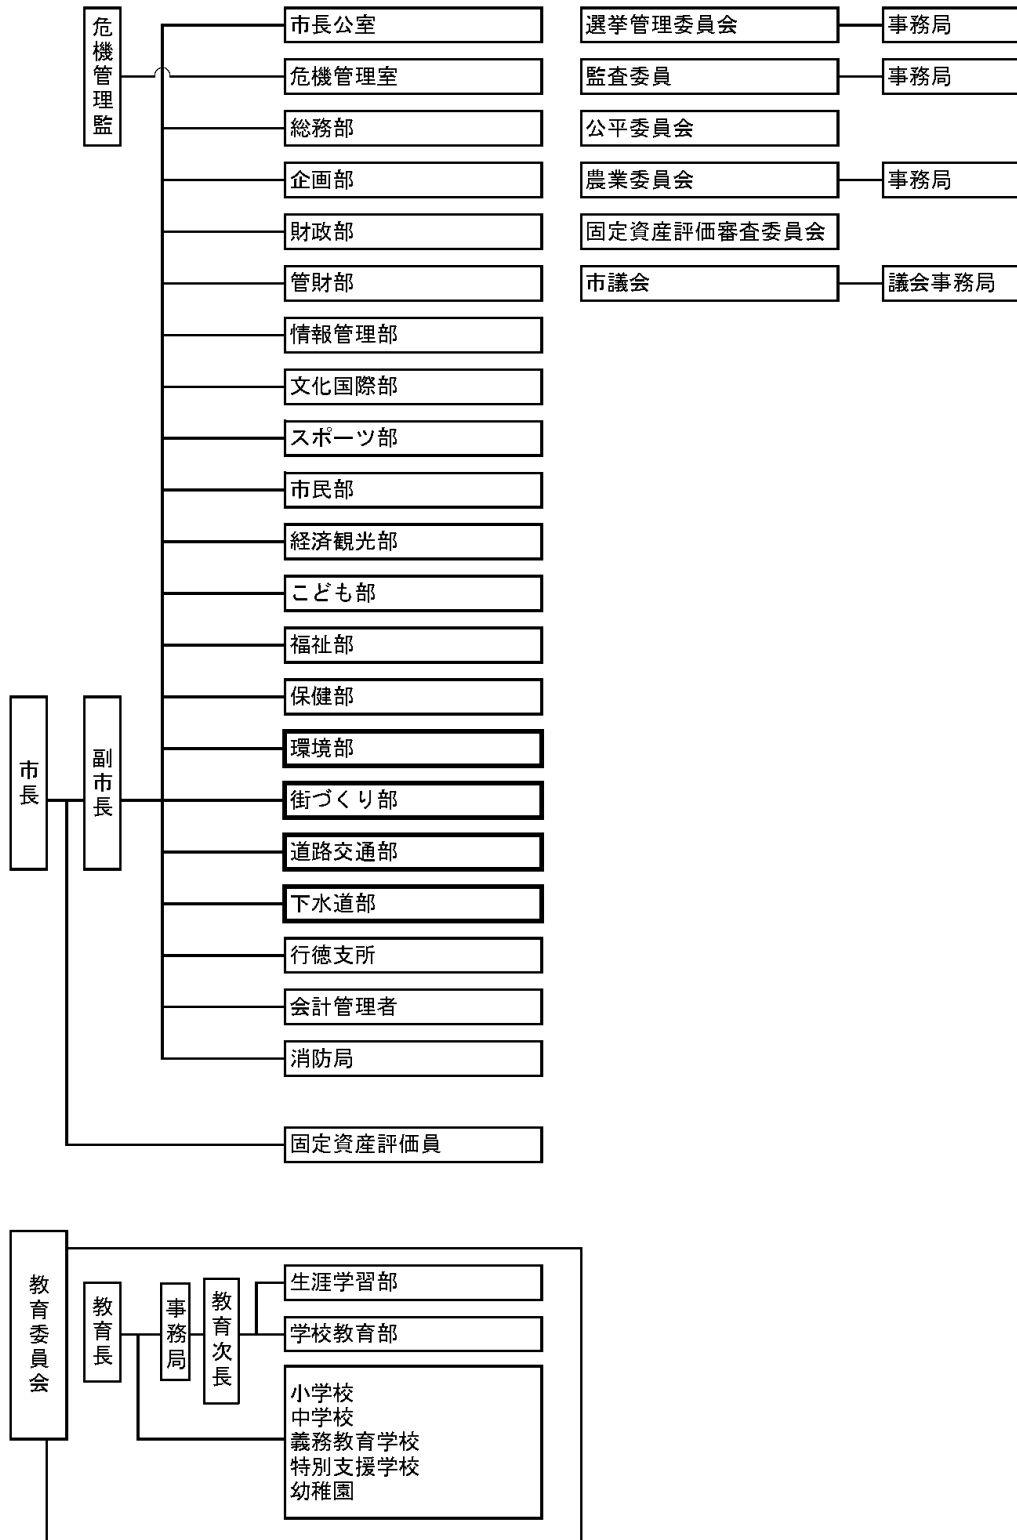 危機管理監
市長公室
危機管理室
総務部
企画部
財政部
管財部
情報管理部
文化国際部
スポーツ部
市民部
経済観光部
こども部
福祉部
保健部
環境部
街づくり部
道路交通部
下水道部
行徳支所
会計管理者
消防局
市長
副市長
固定資産評価員
選挙管理委員会
事務局
監査委員
事務局
公平委員会
農業委員会
事務局
固定資産評価審査委員会
市議会
議会事務局
教育委員会
教育長
事務局
教育次長
生涯学習部
学校教育部
小学校
中学校
義務教育学校
特別支援学校
幼稚園